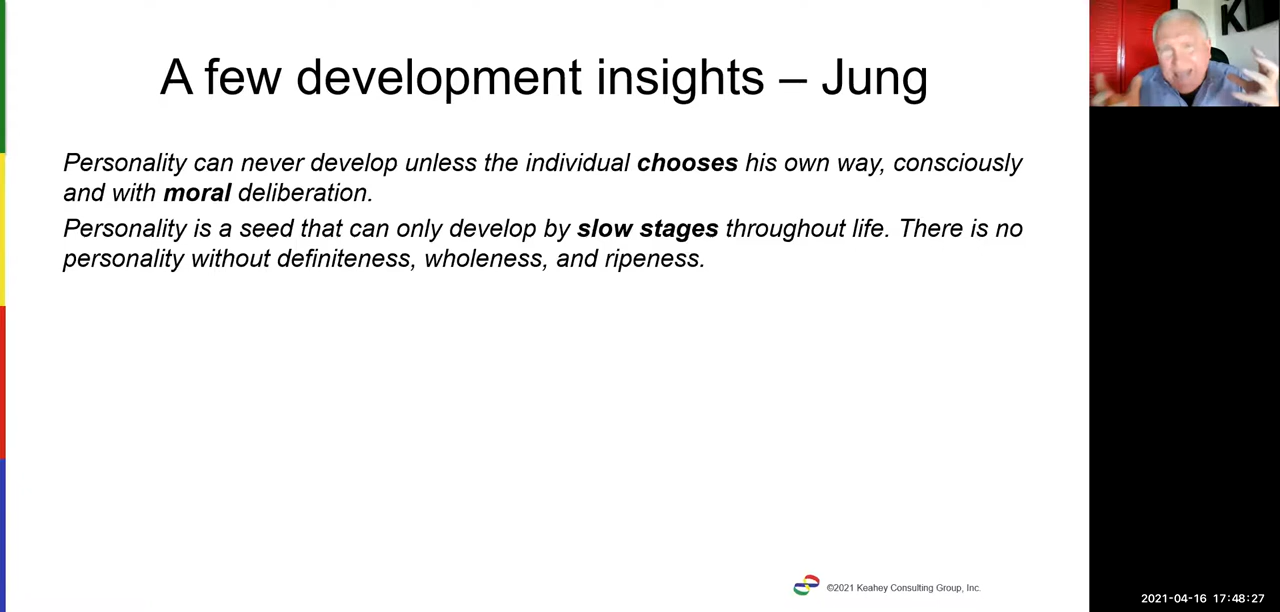 A few development insights – Jung
Personality can never develop unless the individual chooses his own way, consciously
and with moral deliberation.
Personality is a seed that can only develop by slow stages throughout life. There is no
personality without definiteness, wholeness, and ripeness.
©2021 Keahey Consulting Group, Inc.
2021-04-16 17:48:27